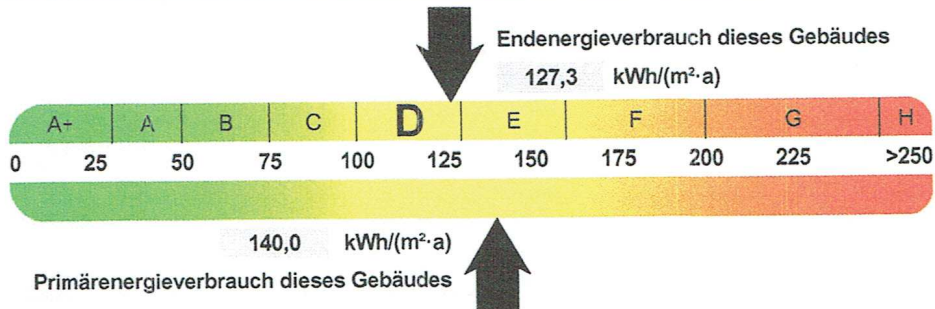 Endenergieverbrauch dieses Gebäudes
127,3 kWh/(m²·a)
A+ A B C D E F G H
0 25 50 75 100 125 150 175 200 225 >250
140,0 kWh/(m²·a)
Primärenergieverbrauch dieses Gebäudes